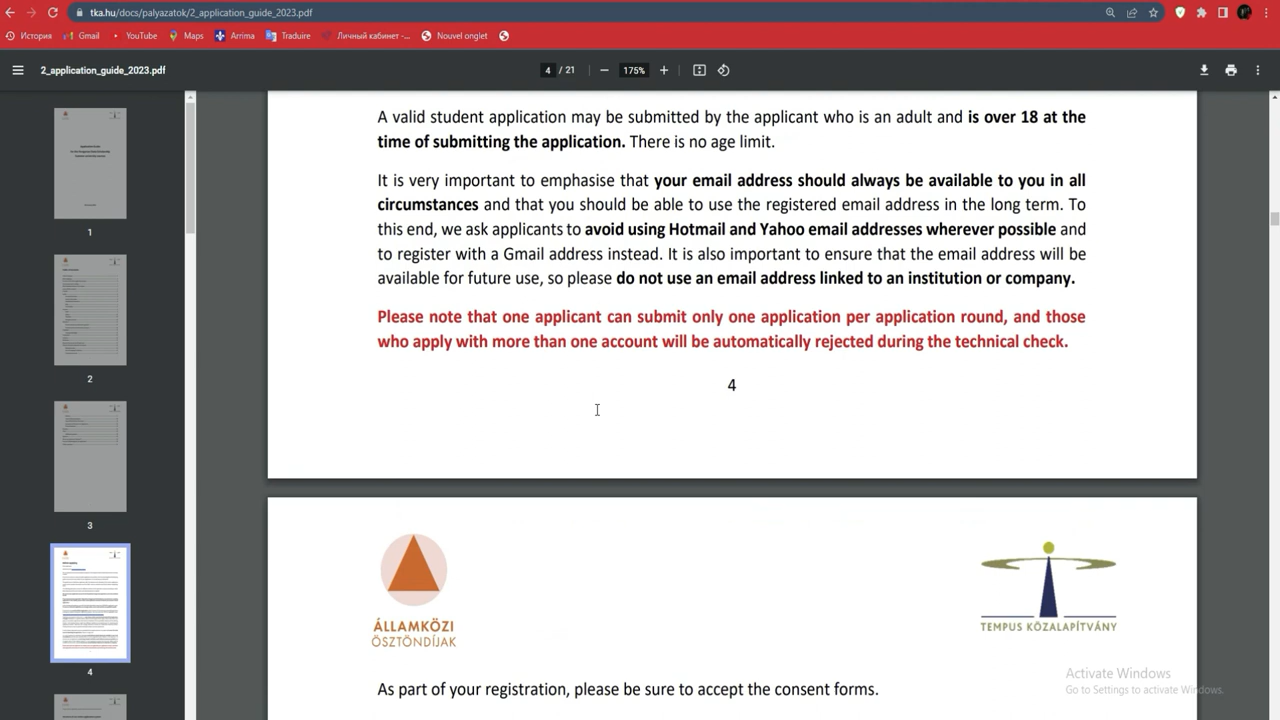 tka.hu/docs/palyazatok/2_application_guide_2023.pdf
История Gmail YouTube Maps Arrima Traduire Личный кабинет -... Nouvel onglet
2_application_guide_2023.pdf 4 / 21 175%
A valid student application may be submitted by the applicant who is an adult and is over 18 at the
time of submitting the application. There is no age limit.
It is very important to emphasise that your email address should always be available to you in all
circumstances and that you should be able to use the registered email address in the long term. To
this end, we ask applicants to avoid using Hotmail and Yahoo email addresses wherever possible and
to register with a Gmail address instead. It is also important to ensure that the email address will be
available for future use, so please do not use an email address linked to an institution or company.
Please note that one applicant can submit only one application per application round, and those
who apply with more than one account will be automatically rejected during the technical check.
4
1
2
3
4
ÁLLAMKÖZI
ÖSZTÖNDÍJAK
TEMPUS KÖZALAPÍTVÁNY
As part of your registration, please be sure to accept the consent forms.
Activate Windows
Go to Settings to activate Windows.